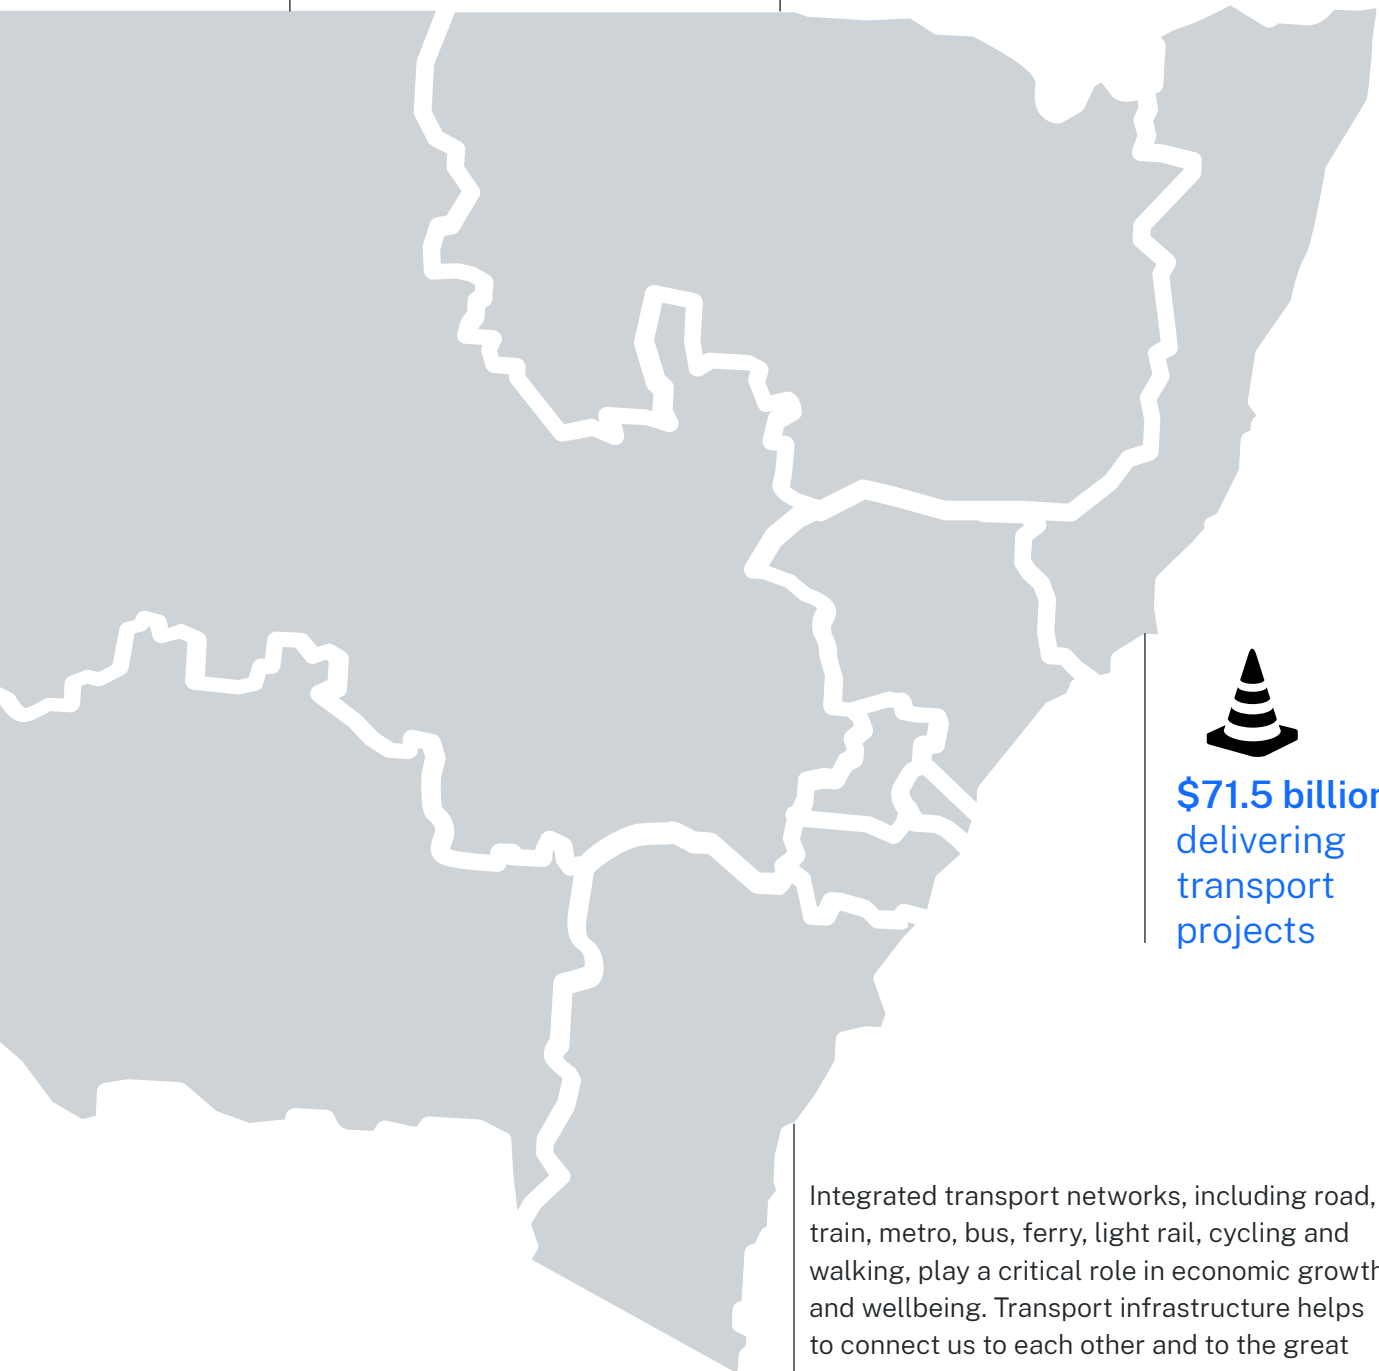 $71.5 billion
delivering
transport
projects
Integrated transport networks, including road,
train, metro, bus, ferry, light rail, cycling and
walking, play a critical role in economic growth
and wellbeing. Transport infrastructure helps
to connect us to each other and to the great